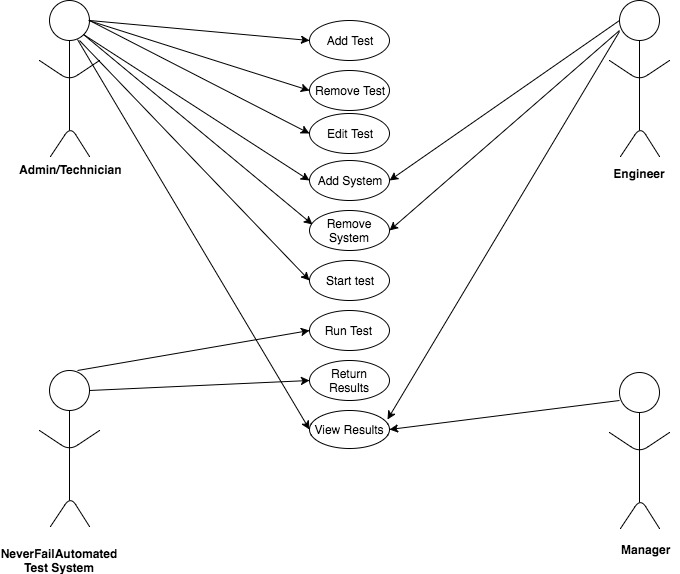 Add Test
Remove Test
Edit Test
Admin/Technician
Engineer
Add System
Remove
System
Start test
Run Test
Return
Results
View Results
NeverFailAutomated
Test System
Manager